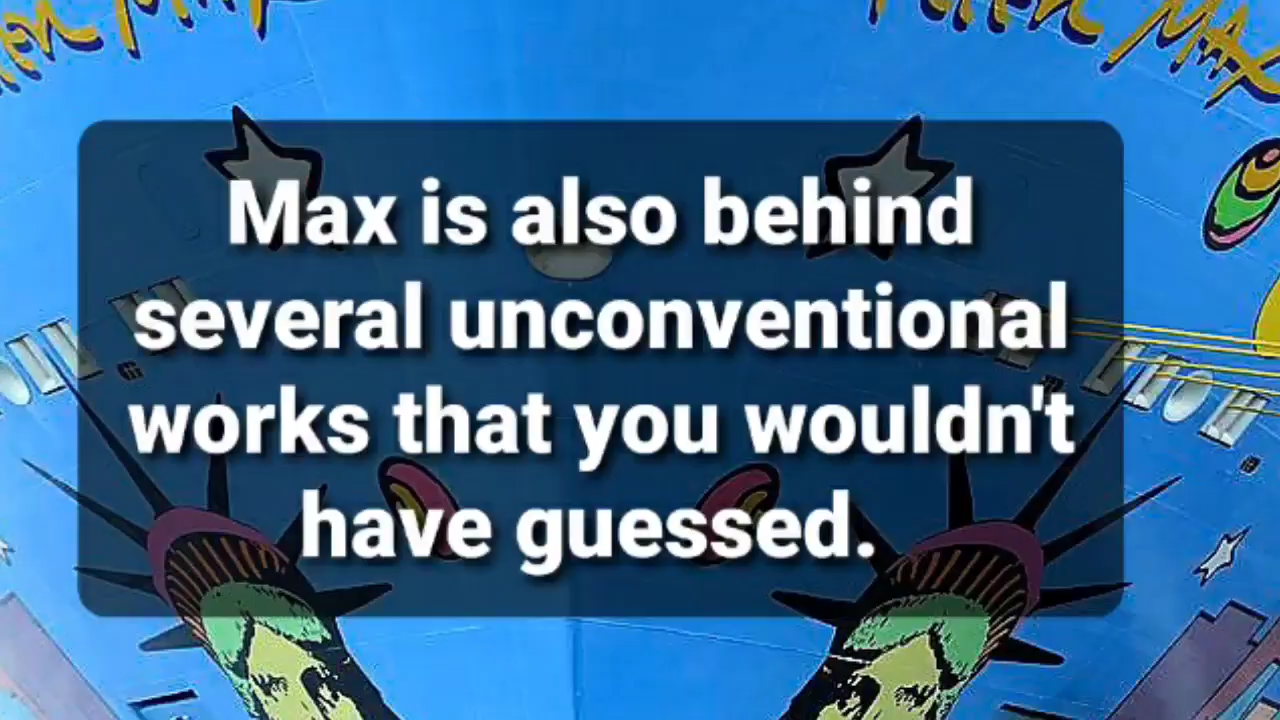 Max is also behind
several unconventional
works that you wouldn't
have guessed.